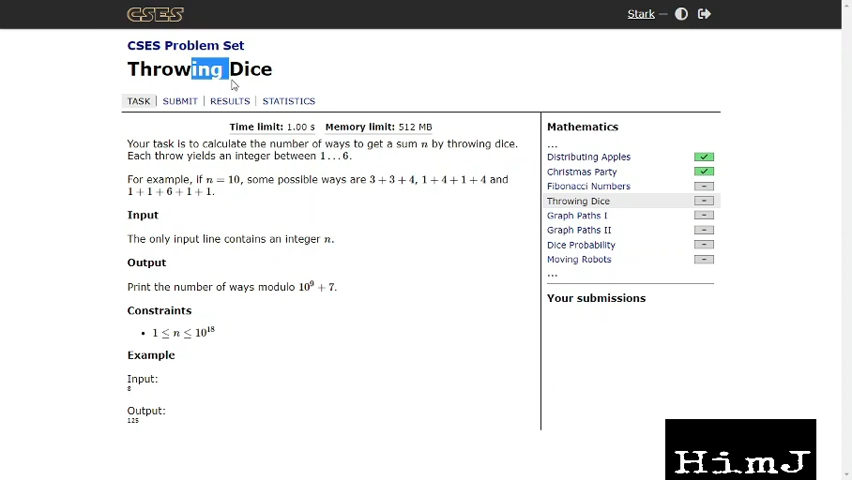 CSES
Stark —
CSES Problem Set
Throwing Dice
TASK SUBMIT RESULTS STATISTICS
Time limit: 1.00 s Memory limit: 512 MB
Your task is to calculate the number of ways to get a sum n by throwing dice.
Each throw yields an integer between 1...6.
For example, if n = 10, some possible ways are 3 + 3 + 4, 1 + 4 + 1 + 4 and
1 + 1 + 6 + 1 + 1.
Input
The only input line contains an integer n.
Output
Print the number of ways modulo 10⁹ + 7.
Constraints
• 1 ≤ n ≤ 10¹⁸
Example
Input:
8
Output:
125
Mathematics
...
Distributing Apples
Christmas Party
Fibonacci Numbers
Throwing Dice
Graph Paths I
Graph Paths II
Dice Probability
Moving Robots
...
Your submissions
HimJ